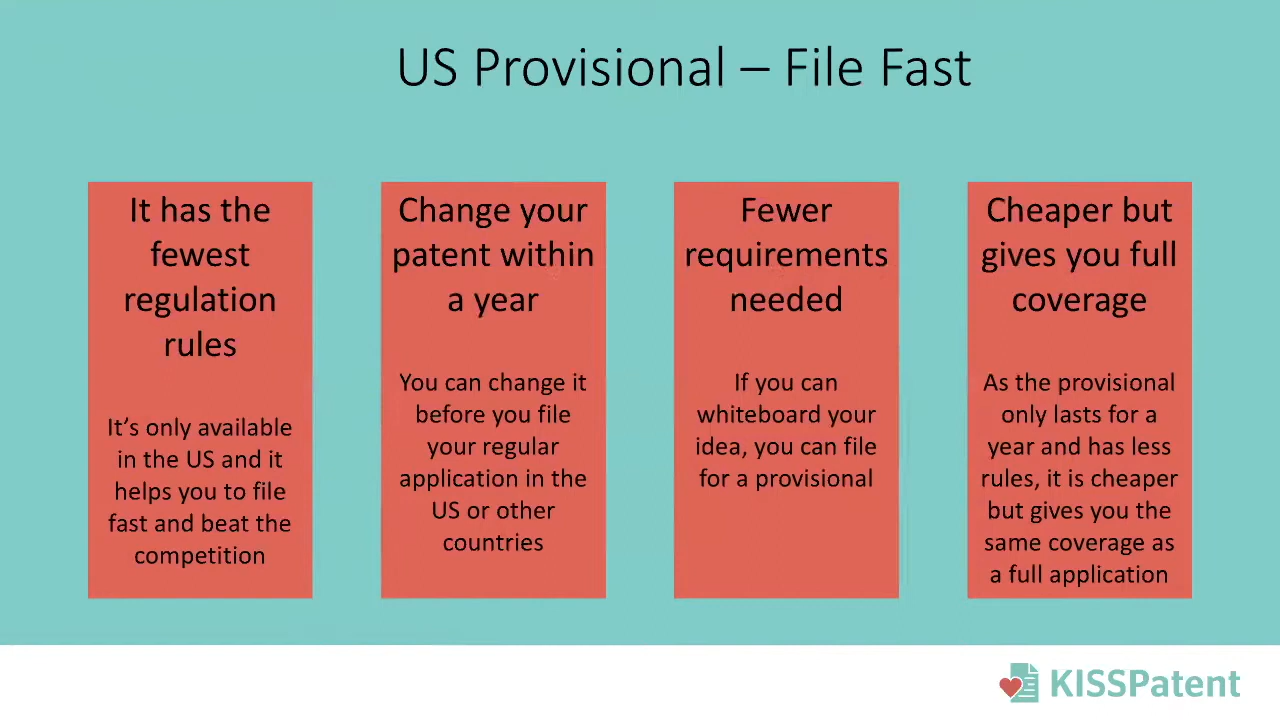 US Provisional – File Fast
It has the
fewest
regulation
rules
It’s only available
in the US and it
helps you to file
fast and beat the
competition
Change your
patent within
a year
You can change it
before you file
your regular
application in the
US or other
countries
Fewer
requirements
needed
If you can
whiteboard your
idea, you can file
for a provisional
Cheaper but
gives you full
coverage
As the provisional
only lasts for a
year and has less
rules, it is cheaper
but gives you the
same coverage as
a full application
KISSPatent